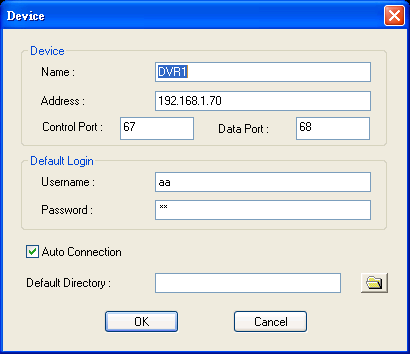 Device
Device
Name :
DVR1
Address :
192.168.1.70
Control Port : 67 Data Port : 68
Default Login
Username :
aa
Password :
**
Auto Connection
Default Directory :
OK Cancel